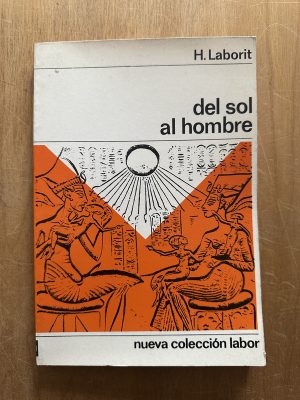 H. Laborit
del sol
al hombre
nueva colección labor